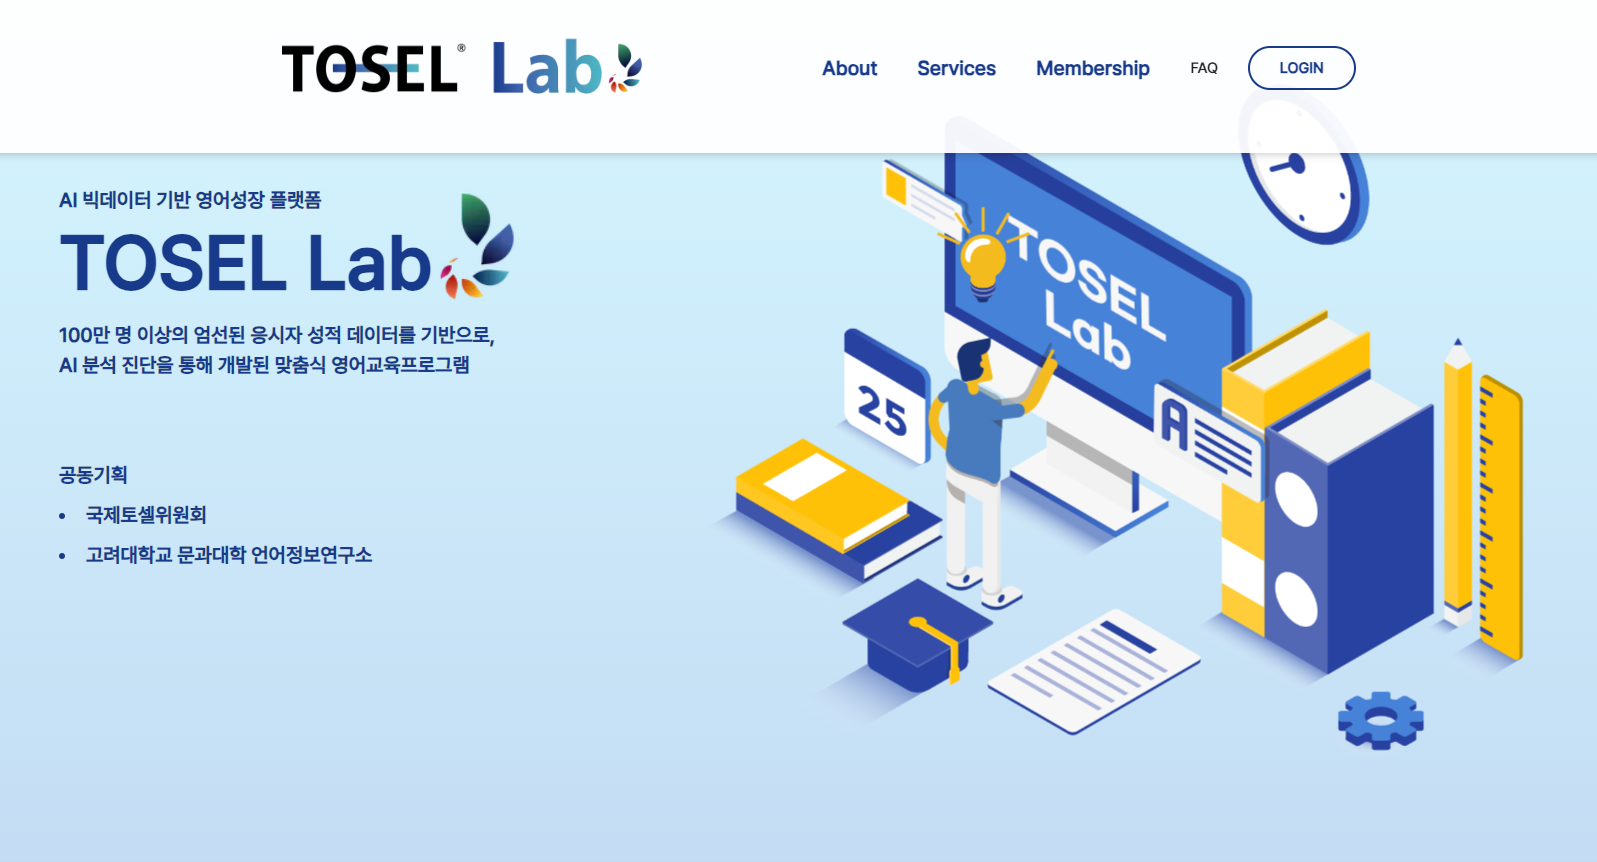 TOSEL® Lab
About Services Membership FAQ LOGIN
AI 빅데이터 기반 영어성장 플랫폼
TOSEL Lab
100만 명 이상의 엄선된 응시자 성적 데이터를 기반으로,
AI 분석 진단을 통해 개발된 맞춤식 영어교육프로그램
공동기획
• 국제토셀위원회
• 고려대학교 문과대학 언어정보연구소
TOSEL
Lab
25
A